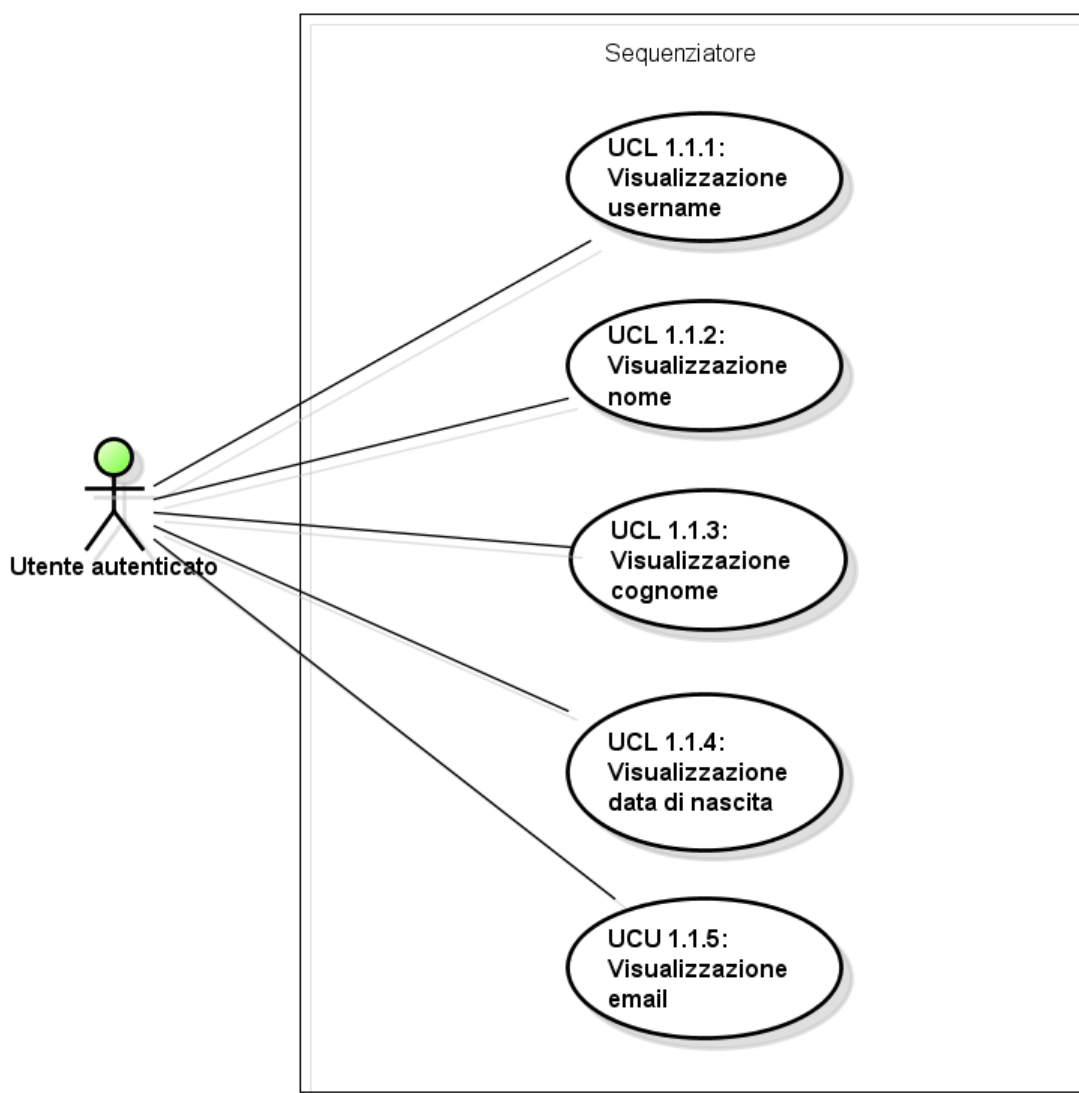 Sequenziatore
UCL 1.1.1:
Visualizzazione
username
UCL 1.1.2:
Visualizzazione
nome
UCL 1.1.3:
Visualizzazione
cognome
Utente autenticato
UCL 1.1.4:
Visualizzazione
data di nascita
UCU 1.1.5:
Visualizzazione
email